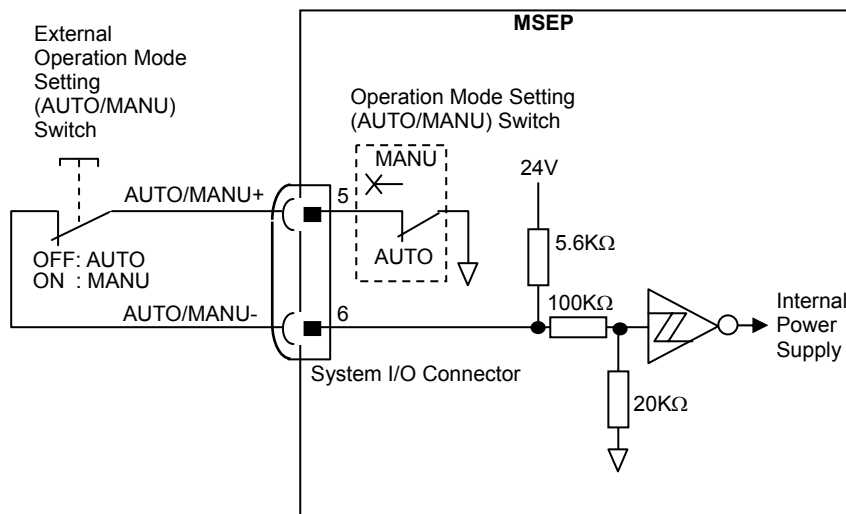 MSEP
External
Operation Mode
Setting
(AUTO/MANU)
Switch
Operation Mode Setting
(AUTO/MANU) Switch
MANU
24V
AUTO/MANU+
5
5.6KΩ
AUTO
OFF: AUTO
ON : MANU
100KΩ
Internal
Power
Supply
AUTO/MANU-
6
System I/O Connector
20KΩ